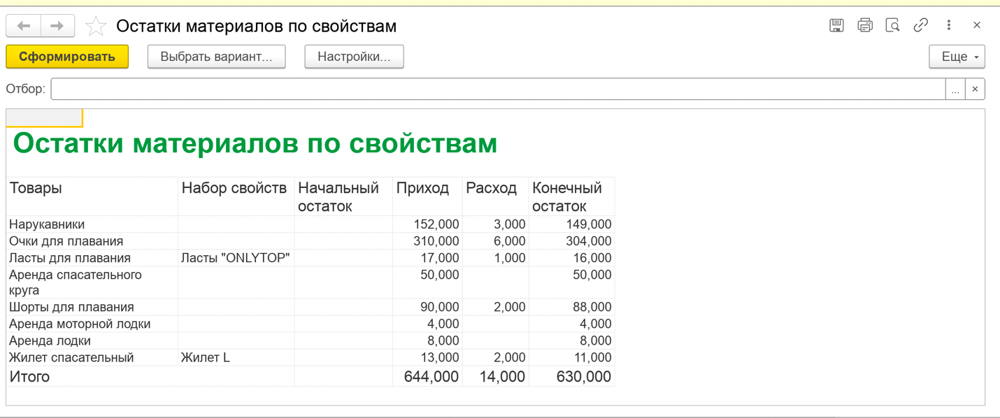 Остатки материалов по свойствам
Сформировать Выбрать вариант... Настройки... Еще
Отбор: ...
Остатки материалов по свойствам
Товары Набор свойств Начальный остаток Приход Расход Конечный остаток
Нарукавники 152,000 3,000 149,000
Очки для плавания 310,000 6,000 304,000
Ласты для плавания Ласты "ONLYTOP" 17,000 1,000 16,000
Аренда спасательного 50,000 50,000
круга
Шорты для плавания 90,000 2,000 88,000
Аренда моторной лодки 4,000 4,000
Аренда лодки 8,000 8,000
Жилет спасательный Жилет L 13,000 2,000 11,000
Итого 644,000 14,000 630,000